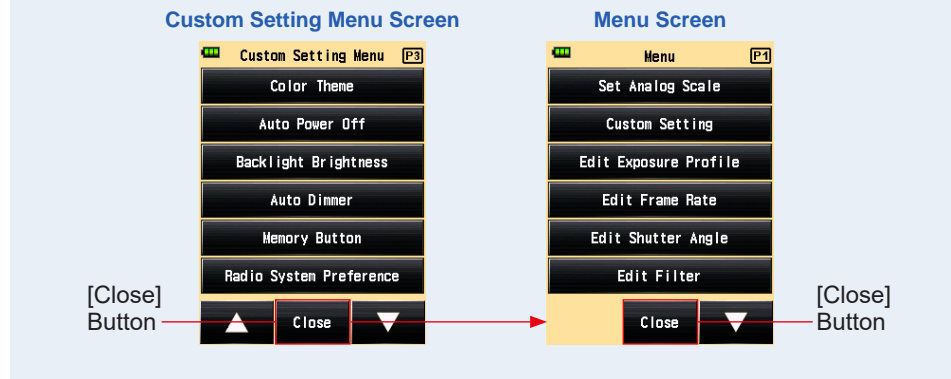 Custom Setting Menu Screen
Custom Setting Menu P3
Color Theme
Auto Power Off
Backlight Brightness
Auto Dimmer
Memory Button
Radio System Preference
Close
[Close]
Button
Menu Screen
Menu P1
Set Analog Scale
Custom Setting
Edit Exposure Profile
Edit Frame Rate
Edit Shutter Angle
Edit Filter
Close
[Close]
Button